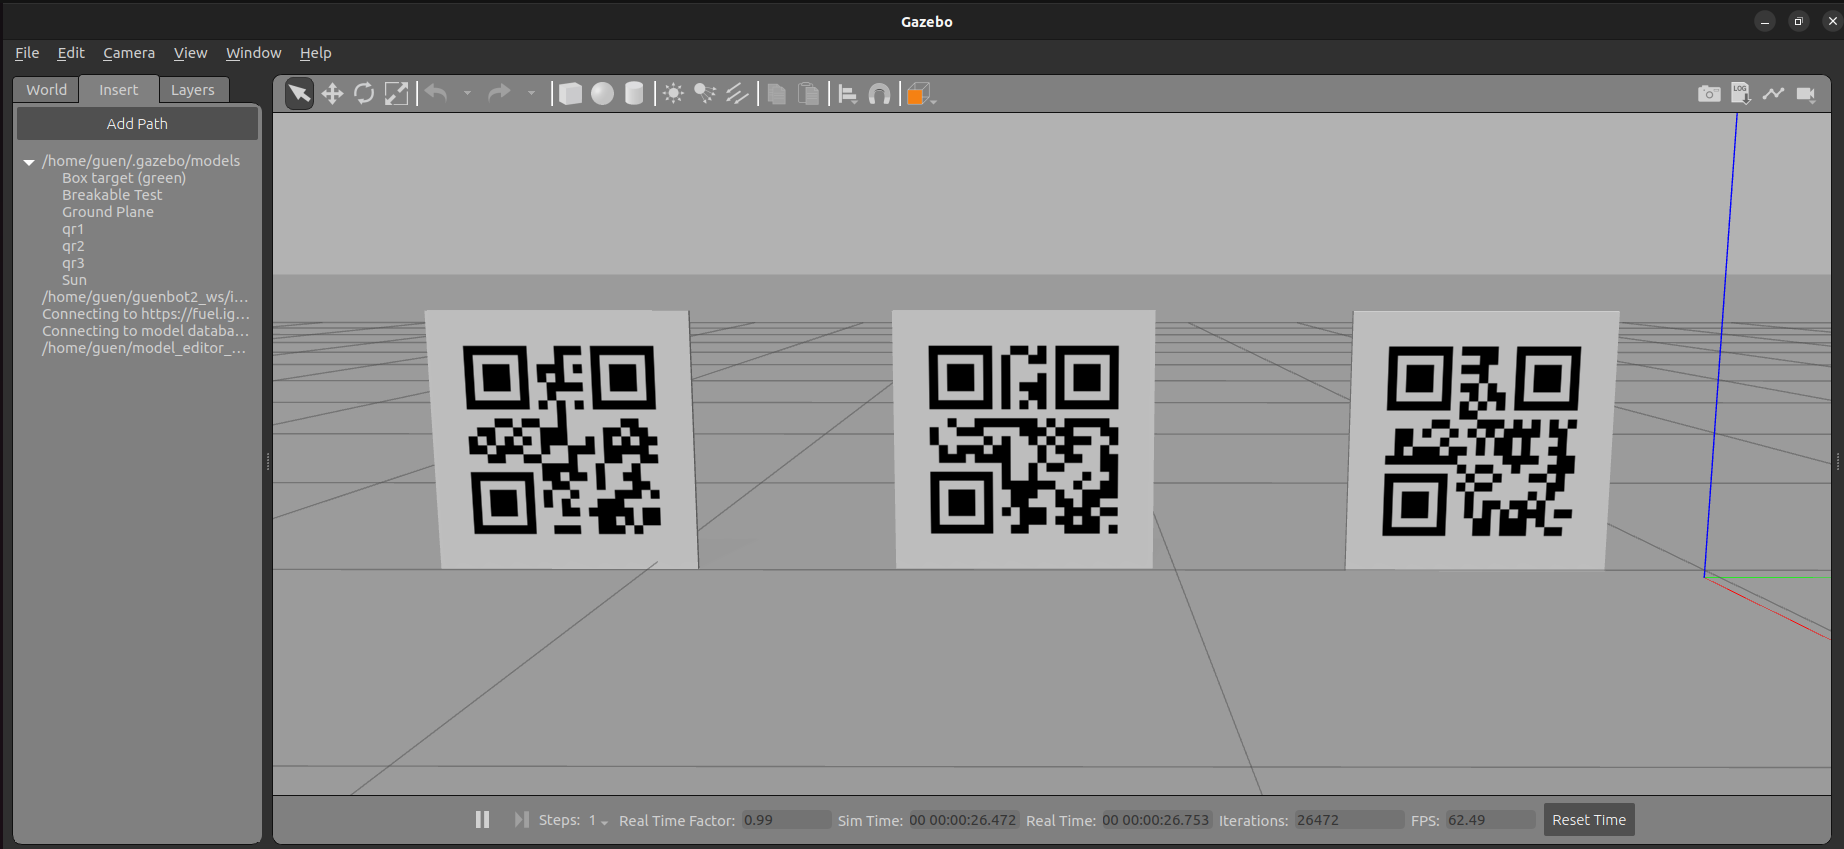 Gazebo
File Edit Camera View Window Help
World Insert Layers
Add Path
/home/guen/.gazebo/models
Box target (green)
Breakable Test
Ground Plane
qr1
qr2
qr3
Sun
/home/guen/guenbot2_ws/i...
Connecting to https://fuel.ig...
Connecting to model databa...
/home/guen/model_editor_...
LOG
Steps: 1 Real Time Factor: 0.99 Sim Time: 00 00:00:26.472 Real Time: 00 00:00:26.753 Iterations: 26472 FPS: 62.49 Reset Time